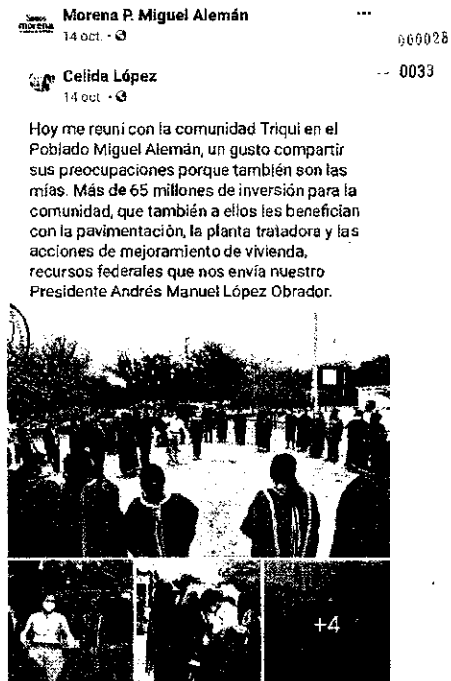 Somos
morena
Morena P. Miguel Alemán
...
14 oct. ·
000028
-- 0033
Celida López
14 oct ·
Hoy me reuni con la comunidad Triqui en el
Poblado Miguel Alemán, un gusto compartir
sus preocupaciones porque también son las
mías. Más de 65 millones de inversión para la
comunidad, que también a ellos les benefician
con la pavimentación, la planta tratadora y las
acciones de mejoramiento de vivienda,
recursos federales que nos envía nuestro
Presidente Andrés Manuel López Obrador.
+4